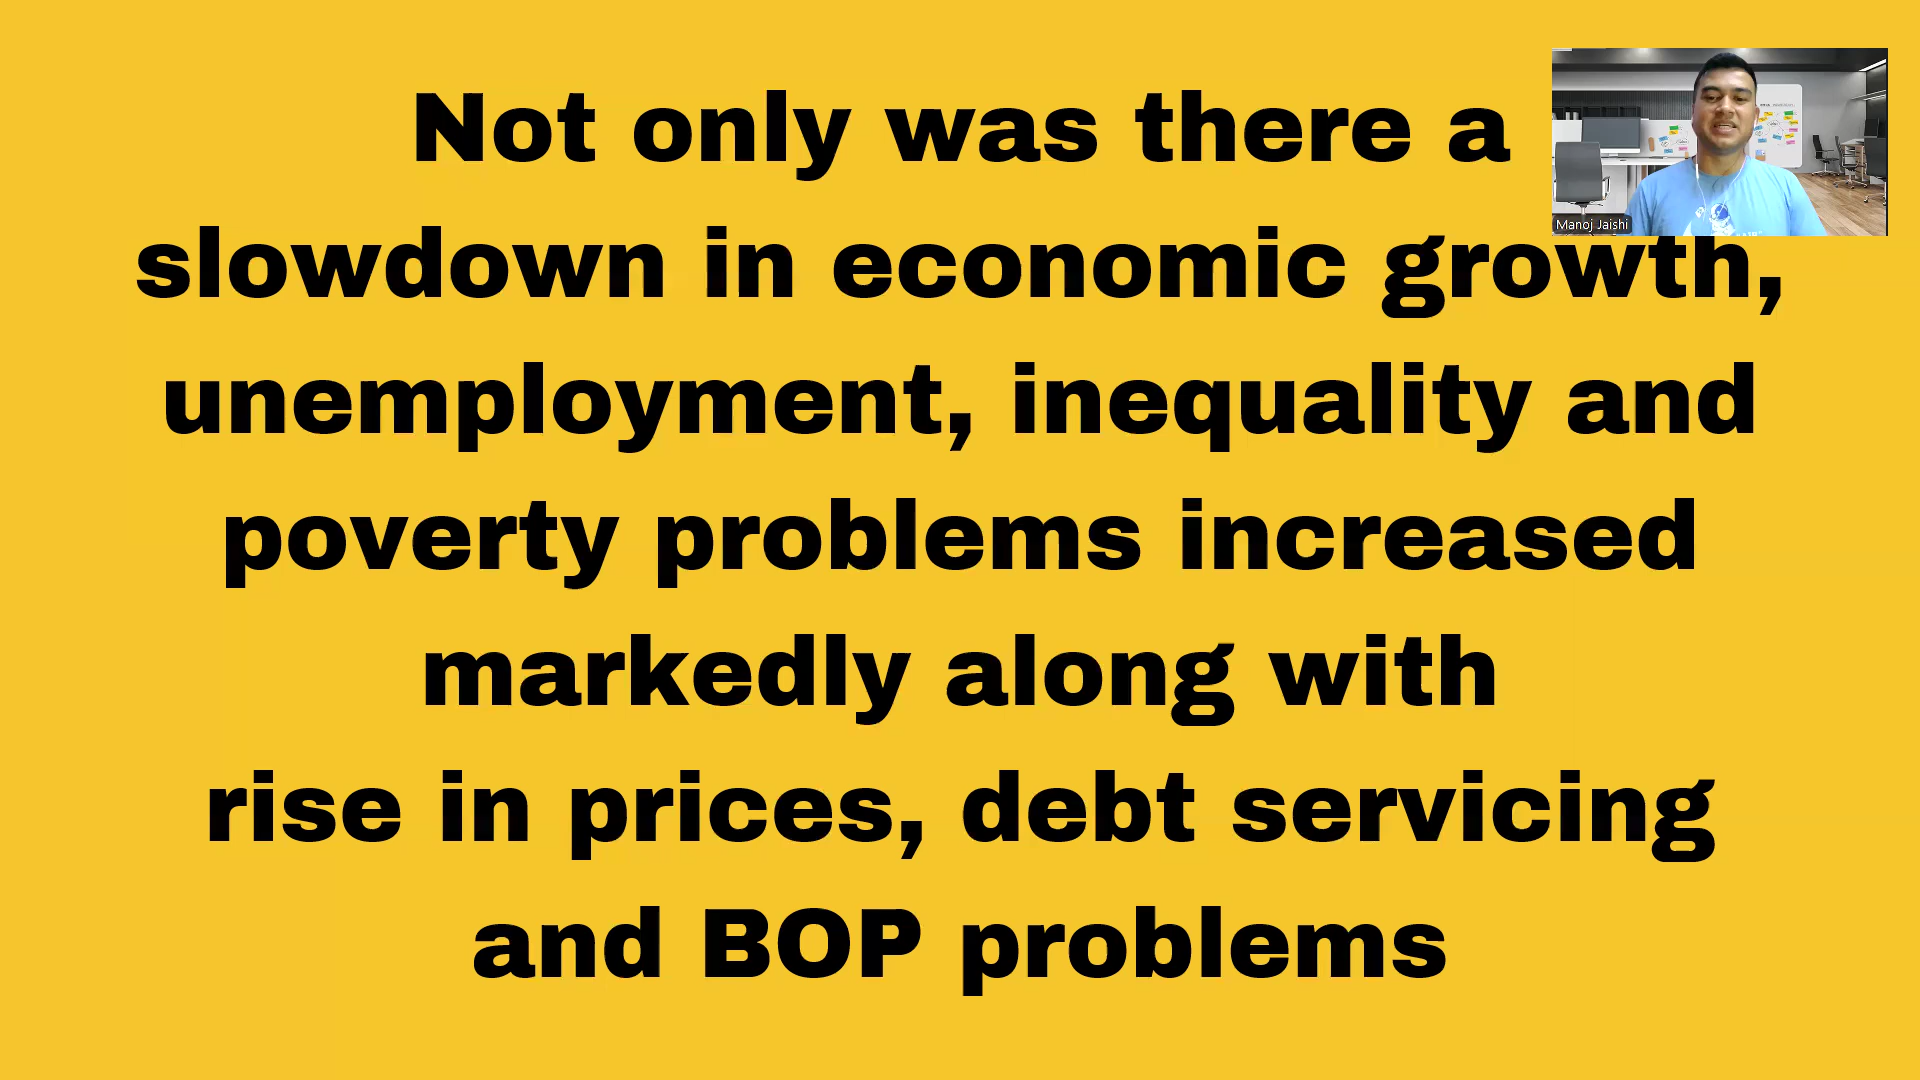 Not only was there a
slowdown in economic growth,
unemployment, inequality and
poverty problems increased
markedly along with
rise in prices, debt servicing
and BOP problems
Manoj Jaishi